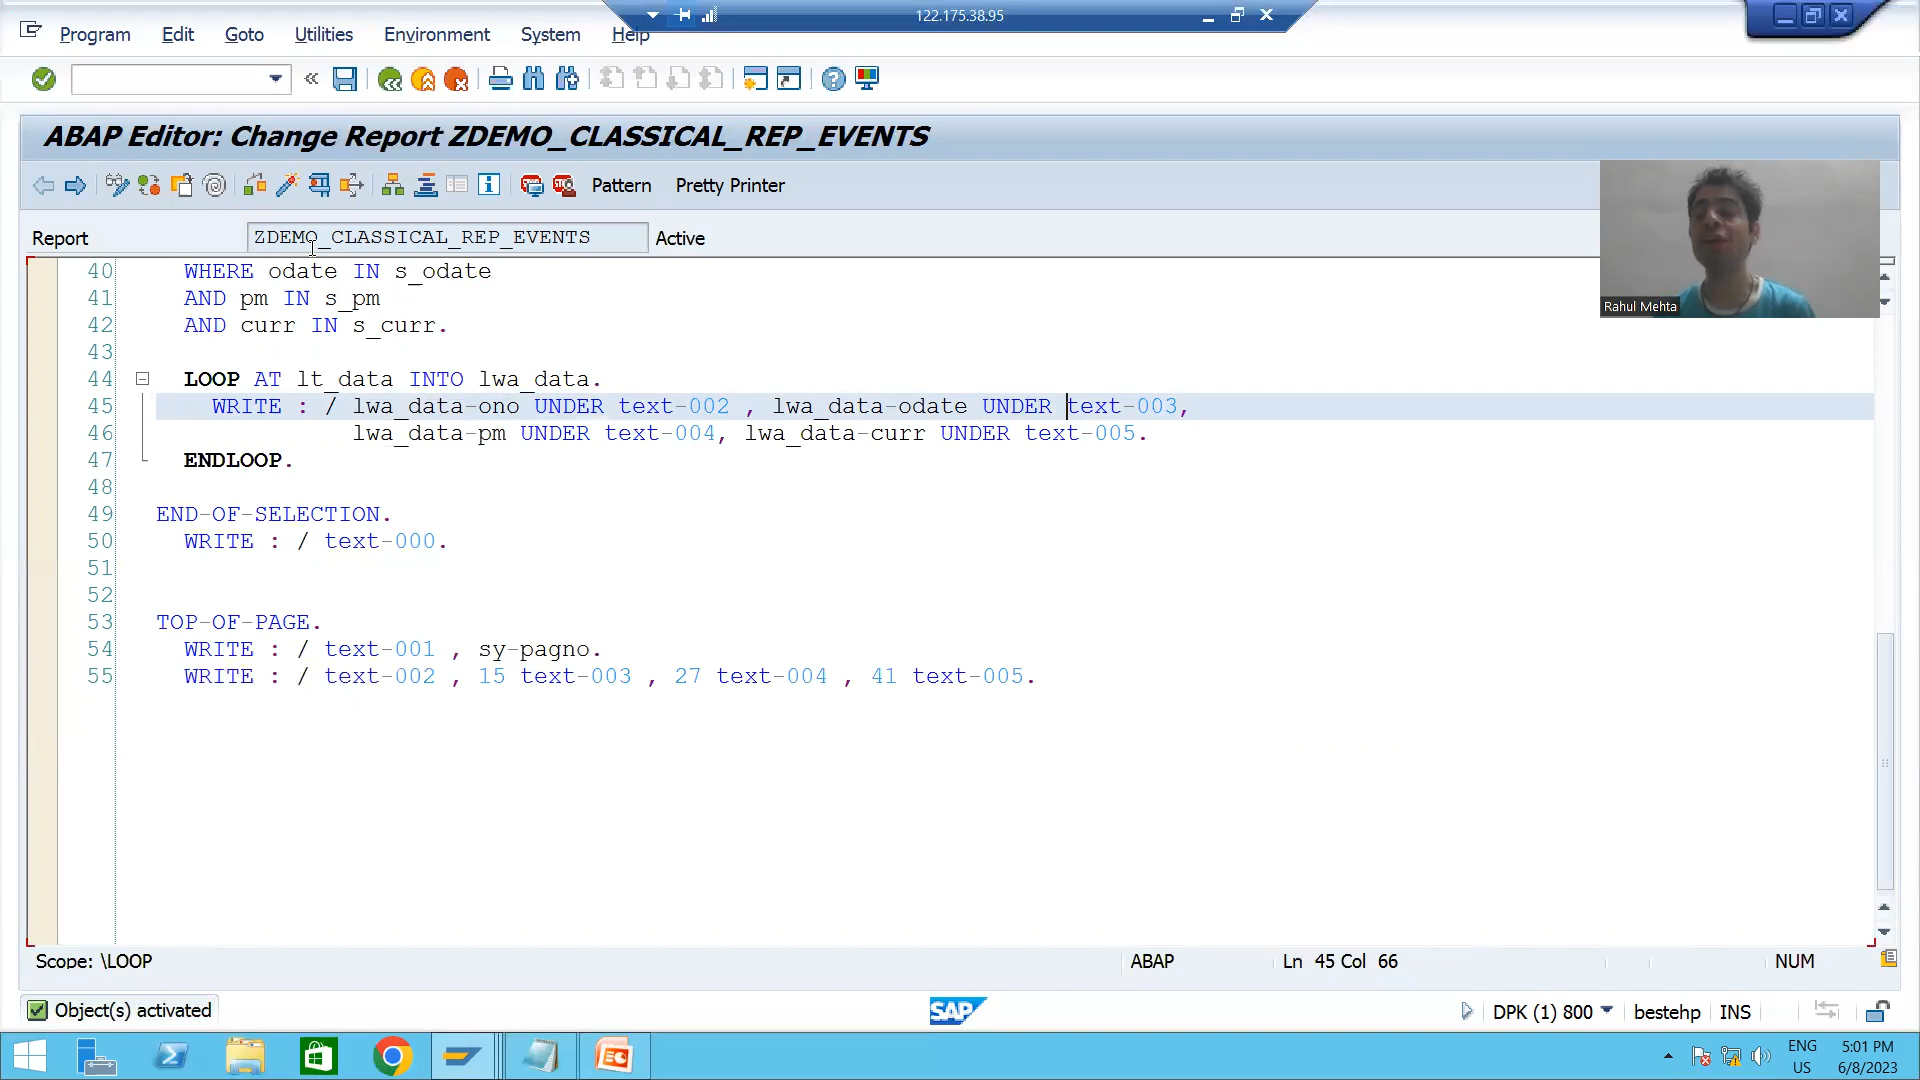 122.175.38.95
Program Edit Goto Utilities Environment System Help
ABAP Editor: Change Report ZDEMO_CLASSICAL_REP_EVENTS
Pattern Pretty Printer
Report ZDEMO_CLASSICAL_REP_EVENTS Active
Rahul Mehta
40 WHERE odate IN s_odate
41 AND pm IN s_pm
42 AND curr IN s_curr.
43
44 LOOP AT lt_data INTO lwa_data.
45 WRITE : / lwa_data-ono UNDER text-002 , lwa_data-odate UNDER text-003,
46 lwa_data-pm UNDER text-004, lwa_data-curr UNDER text-005.
47 ENDLOOP.
48
49 END-OF-SELECTION.
50 WRITE : / text-000.
51
52
53 TOP-OF-PAGE.
54 WRITE : / text-001 , sy-pagno.
55 WRITE : / text-002 , 15 text-003 , 27 text-004 , 41 text-005.
Scope: \LOOP ABAP Ln 45 Col 66 NUM
Object(s) activated SAP DPK (1) 800 bestehp INS
ENG 5:01 PM
US 6/8/2023